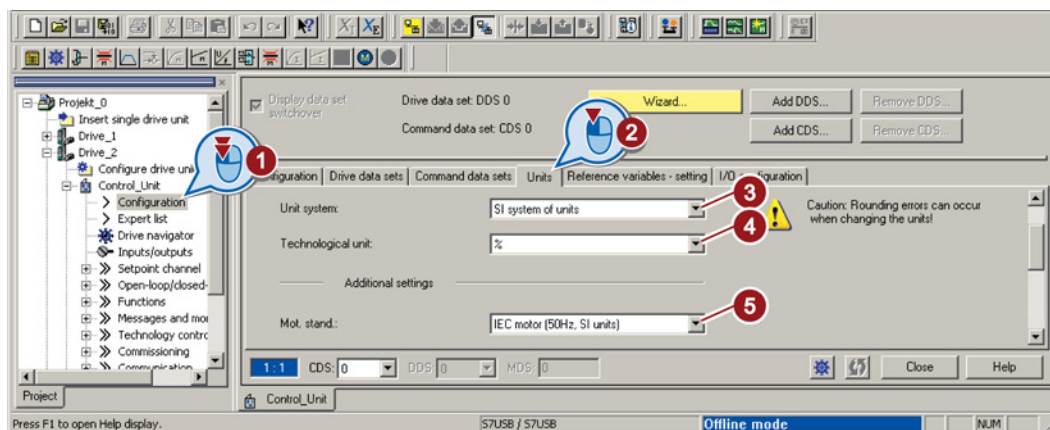 Projekt_0
Insert single drive unit
Drive_1
Drive_2
Configure drive uni
Control_Unit
Configuration
Expert list
Drive navigator
Inputs/outputs
Setpoint channel
Open-loop/closed-
Functions
Messages and mor
Technology contrc
Commissioning
Communication
Project
1
Display data set
switchover
Drive data set: DDS 0
Wizard...
Add DDS...
Remove DDS...
Command data set: CDS 0
2
Add CDS...
Remove CDS...
Drive data sets
Command data sets
Units
Reference variables - setting
Unit system:
SI system of units
3
Caution: Rounding errors can occur
when changing the units!
Technological unit:
%
4
Additional settings
Mot. stand.:
IEC motor (50Hz, SI units)
5
1 : 1
CDS: 0
DDS: 0
MDS: 0
Close
Help
Control_Unit
Press F1 to open Help display.
S7USB / S7USB
Offline mode
NUM